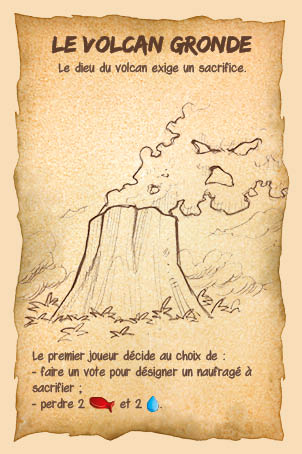 LE VOLCAN GRONDE
Le dieu du volcan exige un sacrifice.
Le premier joueur décide au choix de :
- faire un vote pour désigner un naufragé à
sacrifier ;
- perdre 2 et 2.